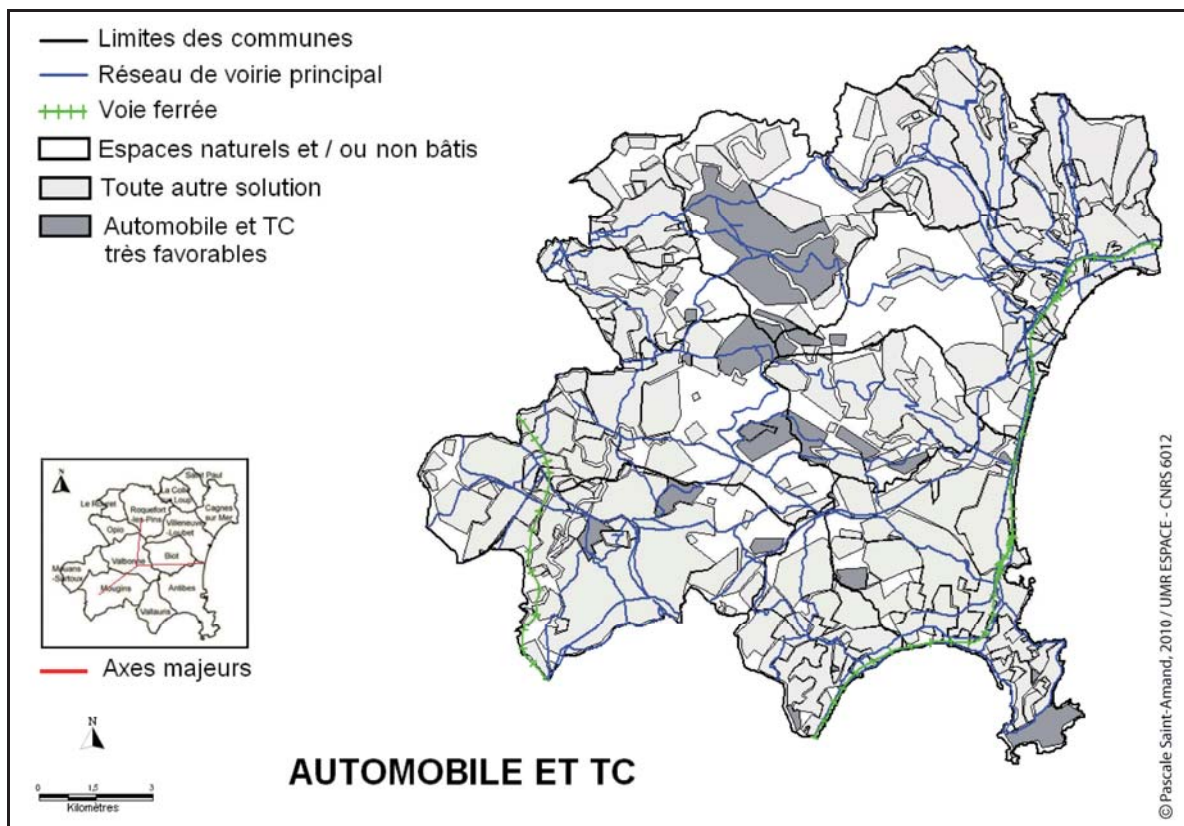 Limites des communes
Réseau de voirie principal
Voie ferrée
Espaces naturels et / ou non bâtis
Toute autre solution
Automobile et TC
très favorables
N
Saint Paul
La Colle
sur Loup
Le Rouret
Roquefort
-les-Pins
Cagnes
sur Mer
Villeneuve
-Loubet
Opio
Valbonne
Biot
Mouans
-Sartoux
Mougins
Antibes
Vallauris
Axes majeurs
N
0 1,5 3
Kilomètres
AUTOMOBILE ET TC
© Pascale Saint-Amand, 2010 / UMR ESPACE - CNRS 6012